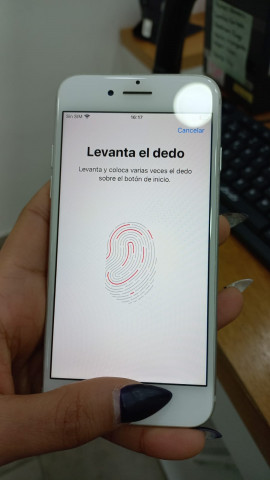 Sin SIM
16:17
Cancelar
Levanta el dedo
Levanta y coloca varias veces el dedo
sobre el botón de inicio.